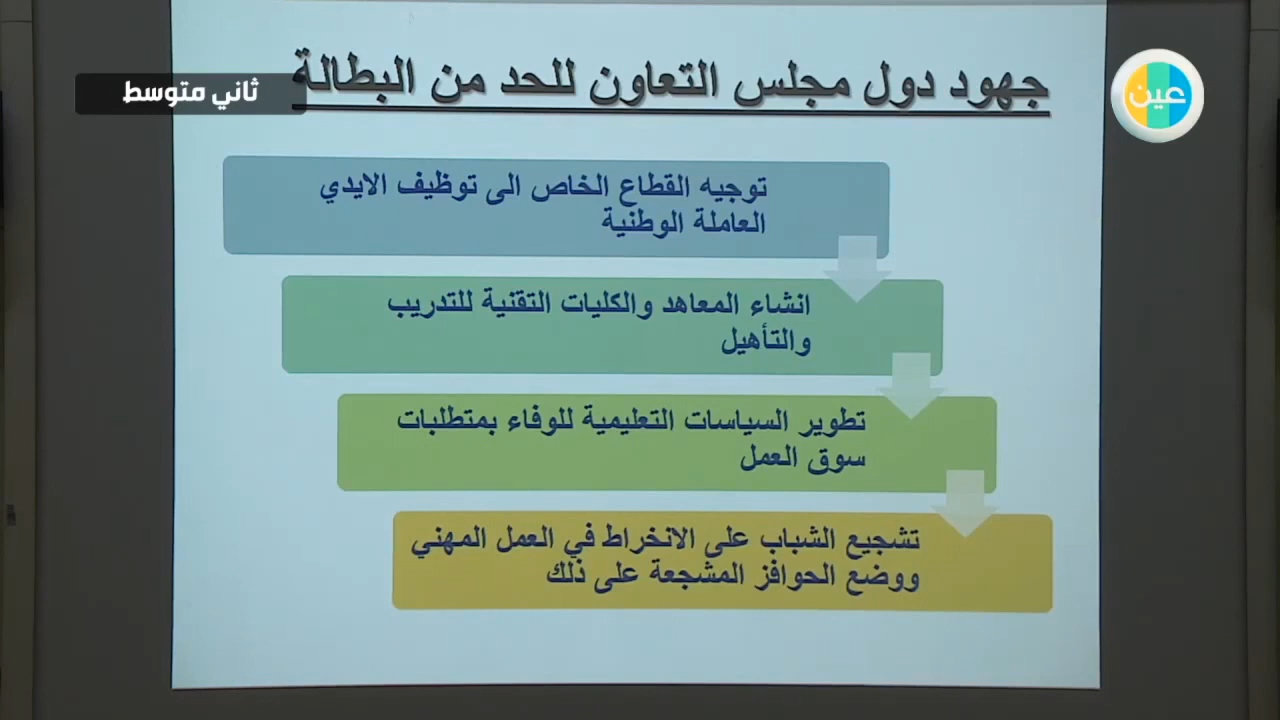 جهود دول مجلس التعاون للحد من البطالة
ثاني متوسط
عين
توجيه القطاع الخاص الى توظيف الايدي
العاملة الوطنية
انشاء المعاهد والكليات التقنية للتدريب
والتأهيل
تطوير السياسات التعليمية للوفاء بمتطلبات
سوق العمل
تشجيع الشباب على الانخراط في العمل المهني
ووضع الحوافز المشجعة على ذلك